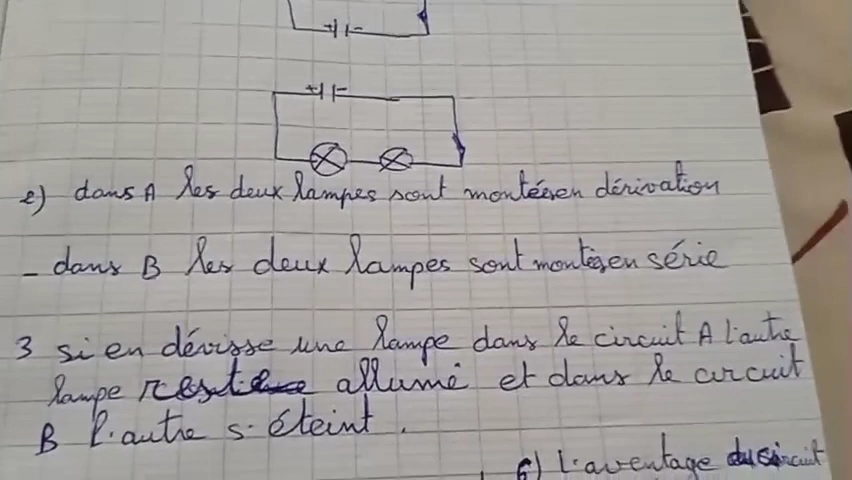 + -
+ -
2) dans A les deux lampes sont montées en dérivation
- dans B les deux lampes sont montées en série
3 si en dévisse une lampe dans le circuit A l'autre
lampe reste allumé et dans le circuit
B l'autre s'éteint.
6) l'aventage du circuit